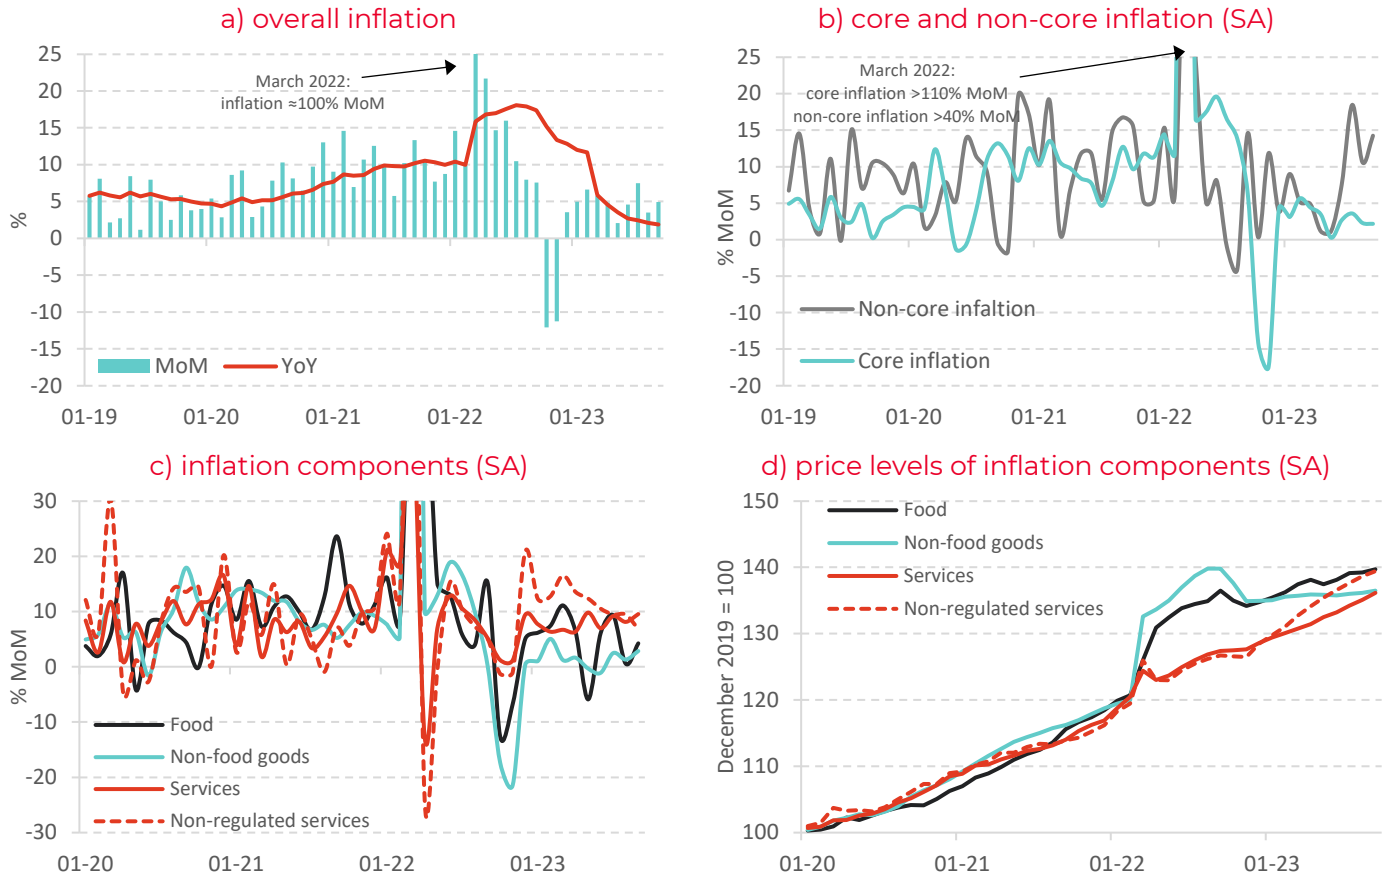 a) overall inflation
25
20
15
10
5
0
-5
-10
-15
-20
%
March 2022:
inflation ≈100% MoM
MoM
YoY
01-19
01-20
01-21
01-22
01-23
b) core and non-core inflation (SA)
25
20
15
10
5
0
-5
-10
-15
-20
% MoM
March 2022:
core inflation >110% MoM
non-core inflation >40% MoM
Non-core infaltion
Core inflation
01-19
01-20
01-21
01-22
01-23
c) inflation components (SA)
30
20
10
0
-10
-20
-30
% MoM
Food
Non-food goods
Services
Non-regulated services
01-20
01-21
01-22
01-23
d) price levels of inflation components (SA)
150
140
130
120
110
100
December 2019 = 100
Food
Non-food goods
Services
Non-regulated services
01-20
01-21
01-22
01-23